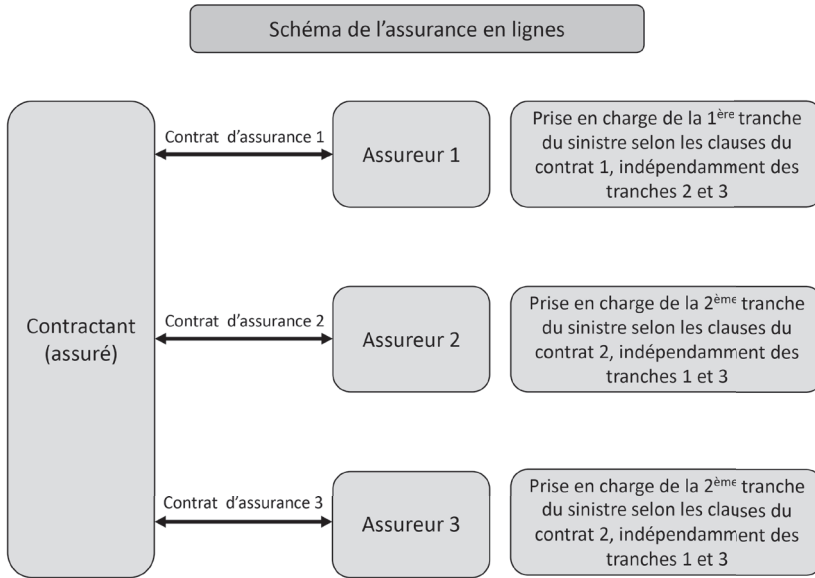 Schéma de l’assurance en lignes
Contractant
(assuré)
Contrat d’assurance 1
Assureur 1
Prise en charge de la 1ère tranche
du sinistre selon les clauses du
contrat 1, indépendamment des
tranches 2 et 3
Contrat d’assurance 2
Assureur 2
Prise en charge de la 2ème tranche
du sinistre selon les clauses du
contrat 2, indépendamment des
tranches 1 et 3
Contrat d’assurance 3
Assureur 3
Prise en charge de la 2ème tranche
du sinistre selon les clauses du
contrat 2, indépendamment des
tranches 1 et 3